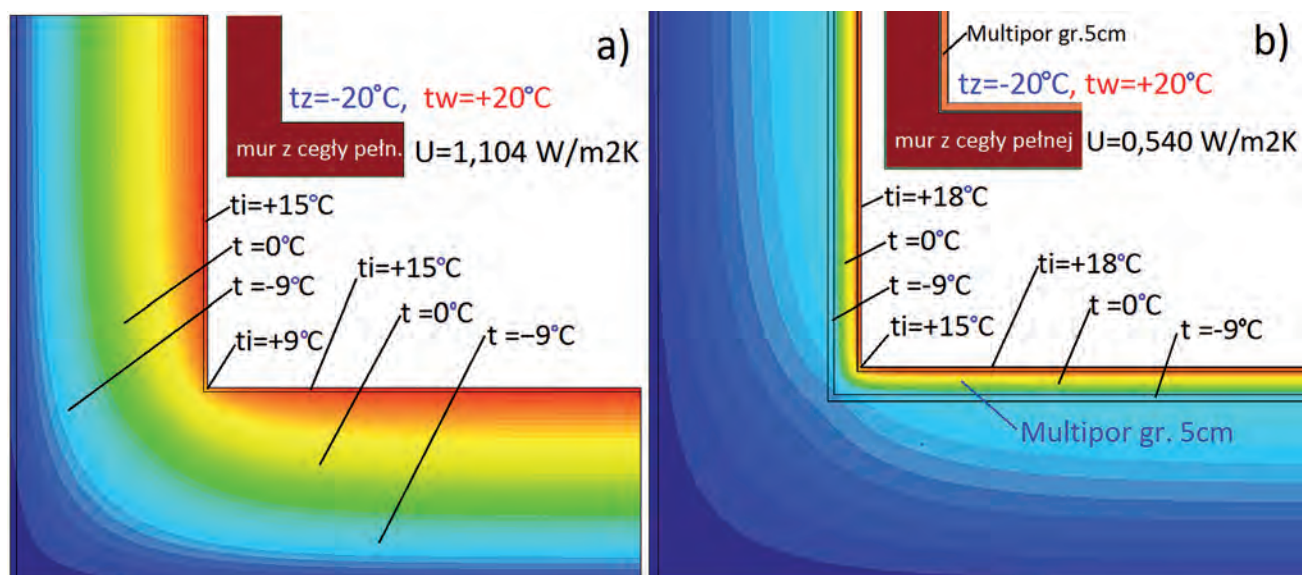 a)
tz=-20°C, tw=+20°C
mur z cegły pełn. U=1,104 W/m2K
ti=+15°C
t =0°C
t=-9°C
ti=+9°C
ti=+15°C
t =0°C
t =–9°C
Multipor gr.5cm
b)
tz=-20°C, tw=+20°C
mur z cegły pełnej U=0,540 W/m2K
ti=+18°C
t =0°C
t =-9°C
ti=+15°C
ti=+18°C
t =0°C
t =-9°C
Multipor gr. 5cm